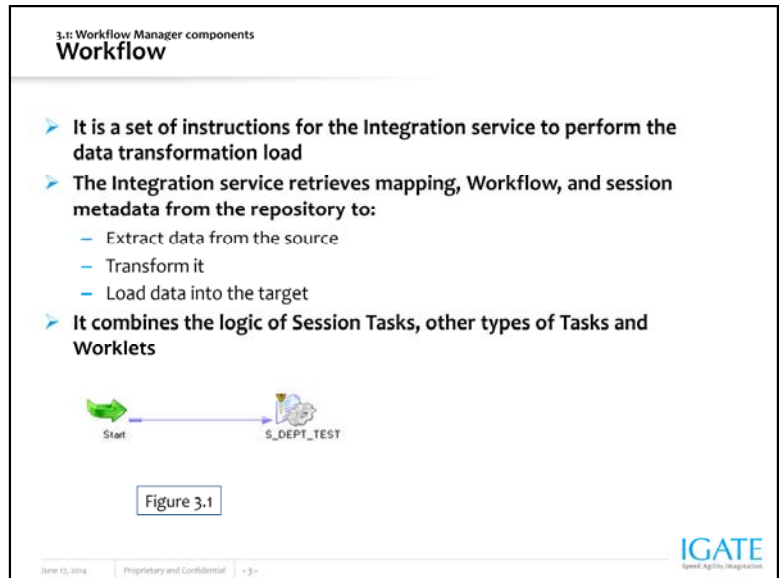 3.1: Workflow Manager components
Workflow
➢ It is a set of instructions for the Integration service to perform the
data transformation load
➢ The Integration service retrieves mapping, Workflow, and session
metadata from the repository to:
– Extract data from the source
– Transform it
– Load data into the target
➢ It combines the logic of Session Tasks, other types of Tasks and
Worklets
Start
S_DEPT_TEST
Figure 3.1
June 17, 2014
Proprietary and Confidential
- 3 -
IGATE
Speed.Agility.Imagination